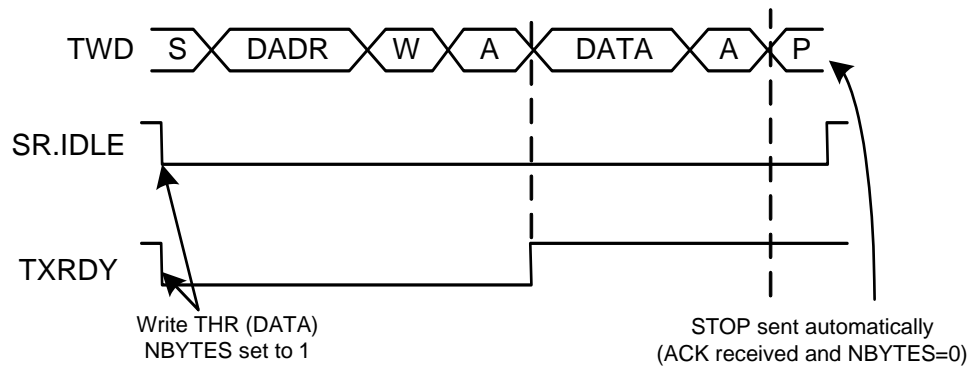 TWD S DADR W A DATA A P
SR.IDLE
TXRDY
Write THR (DATA)
NBYTES set to 1
STOP sent automatically
(ACK received and NBYTES=0)